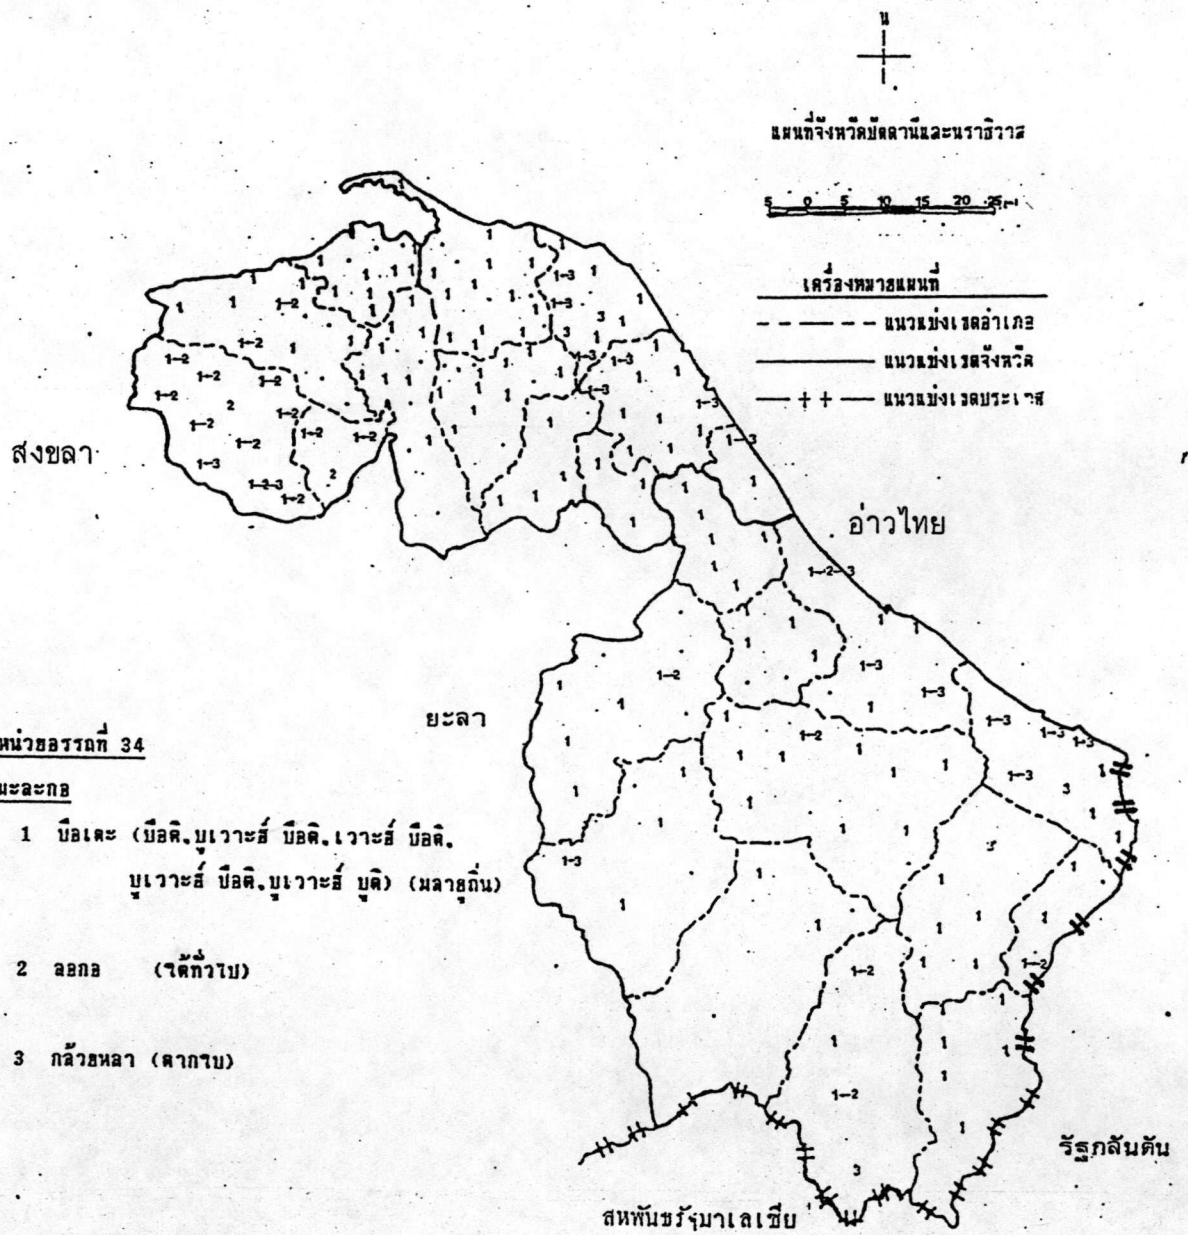 น
แผนที่จังหวัดปัตตานีและนราธิวาส
5 0 5 10 15 20 25
เครื่องหมายแผนที่
แนวแบ่งเขตอำเภอ
แนวแบ่งเขตจังหวัด
แนวแบ่งเขตประเทศ
สงขลา
อ่าวไทย
ยะลา
หน่วยอรรถที่ 34
มะละกอ
1 บือเตะ (บือติ.บูเวาะฮ์ บือติ.เวาะฮ์ บือติ.
บูเวาะฮ์ ปือติ.บูเวาะฮ์ บูติ) (มลายูถิ่น)
2 ลอกอ (ใต้ทั่วไป)
3 กล้วยหลา (ตากใบ)
รัฐกลันตัน
สหพันธรัฐมาเลเซีย